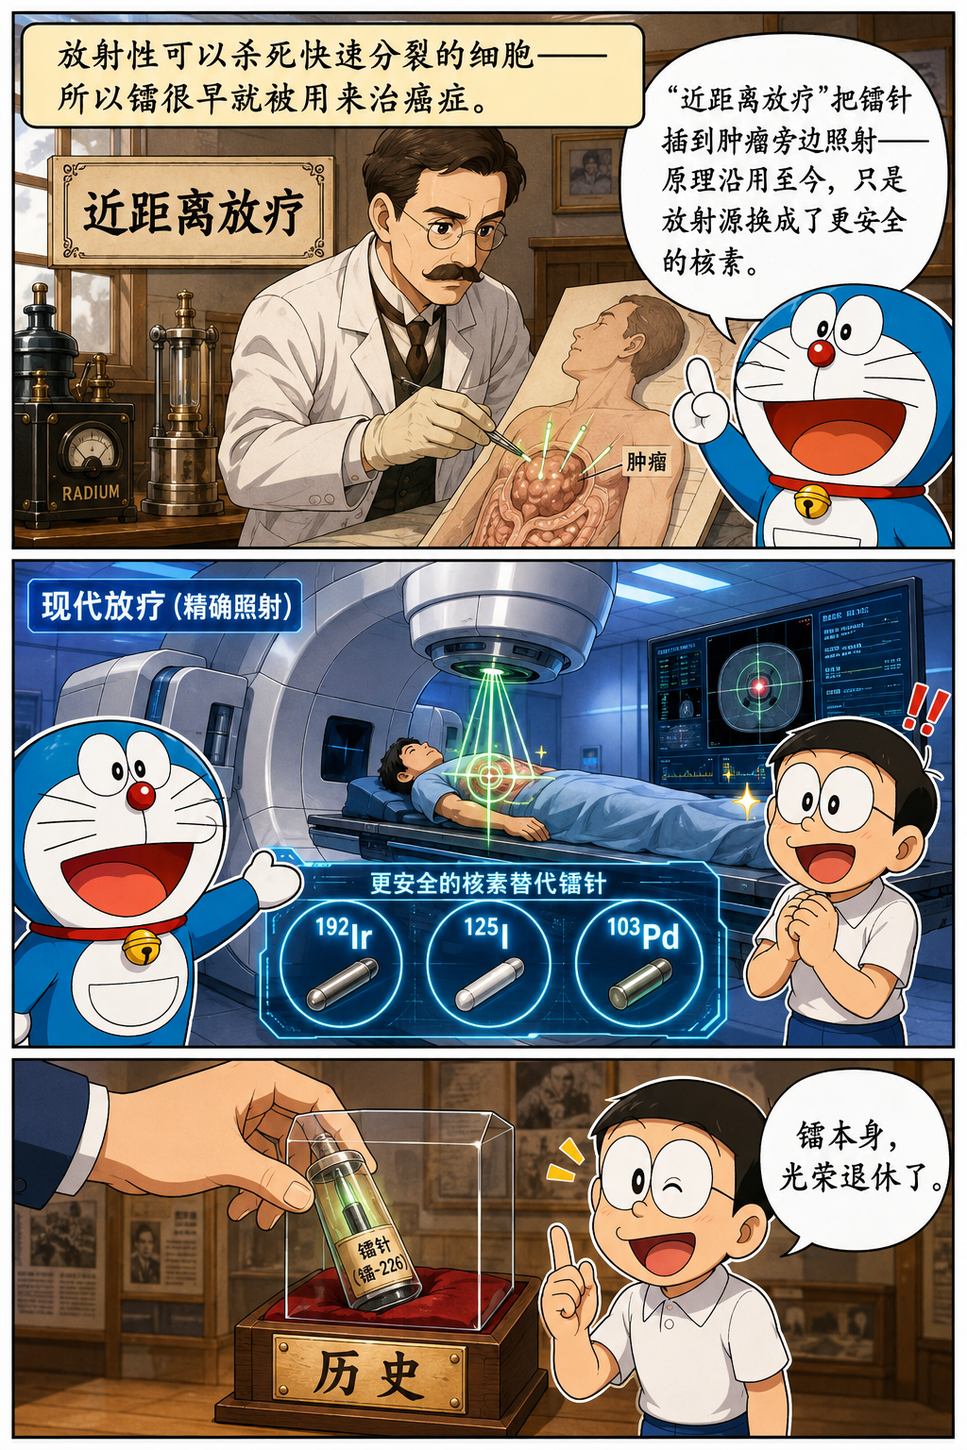 放射性可以杀死快速分裂的细胞——
所以镭很早就被用来治癌症。
“近距离放疗”把镭针
插到肿瘤旁边照射——
原理沿用至今，只是
放射源换成了更安全
的核素。
近距离放疗
RADIUM
肿瘤
现代放疗（精确照射）
!!
更安全的核素替代镭针
¹⁹²Ir
¹²⁵I
¹⁰³Pd
镭本身，
光荣退休了。
镭针
(镭-226)
历史